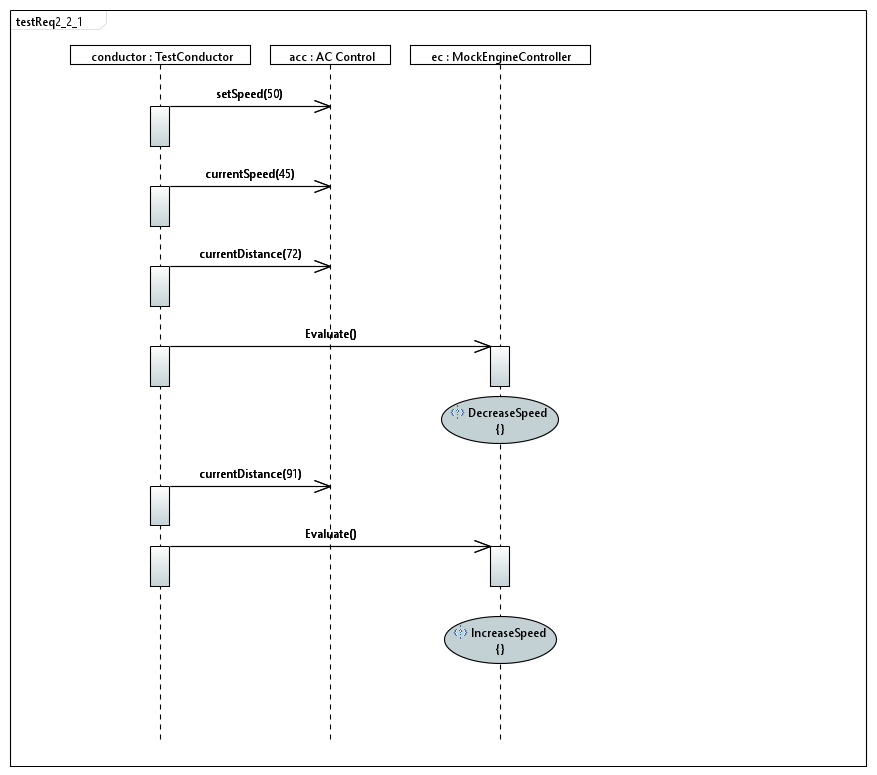 testReq2_2_1
conductor : TestConductor
acc : AC Control
ec : MockEngineController
setSpeed(50)
currentSpeed(45)
currentDistance(72)
Evaluate()
DecreaseSpeed
{}
currentDistance(91)
Evaluate()
IncreaseSpeed
{}